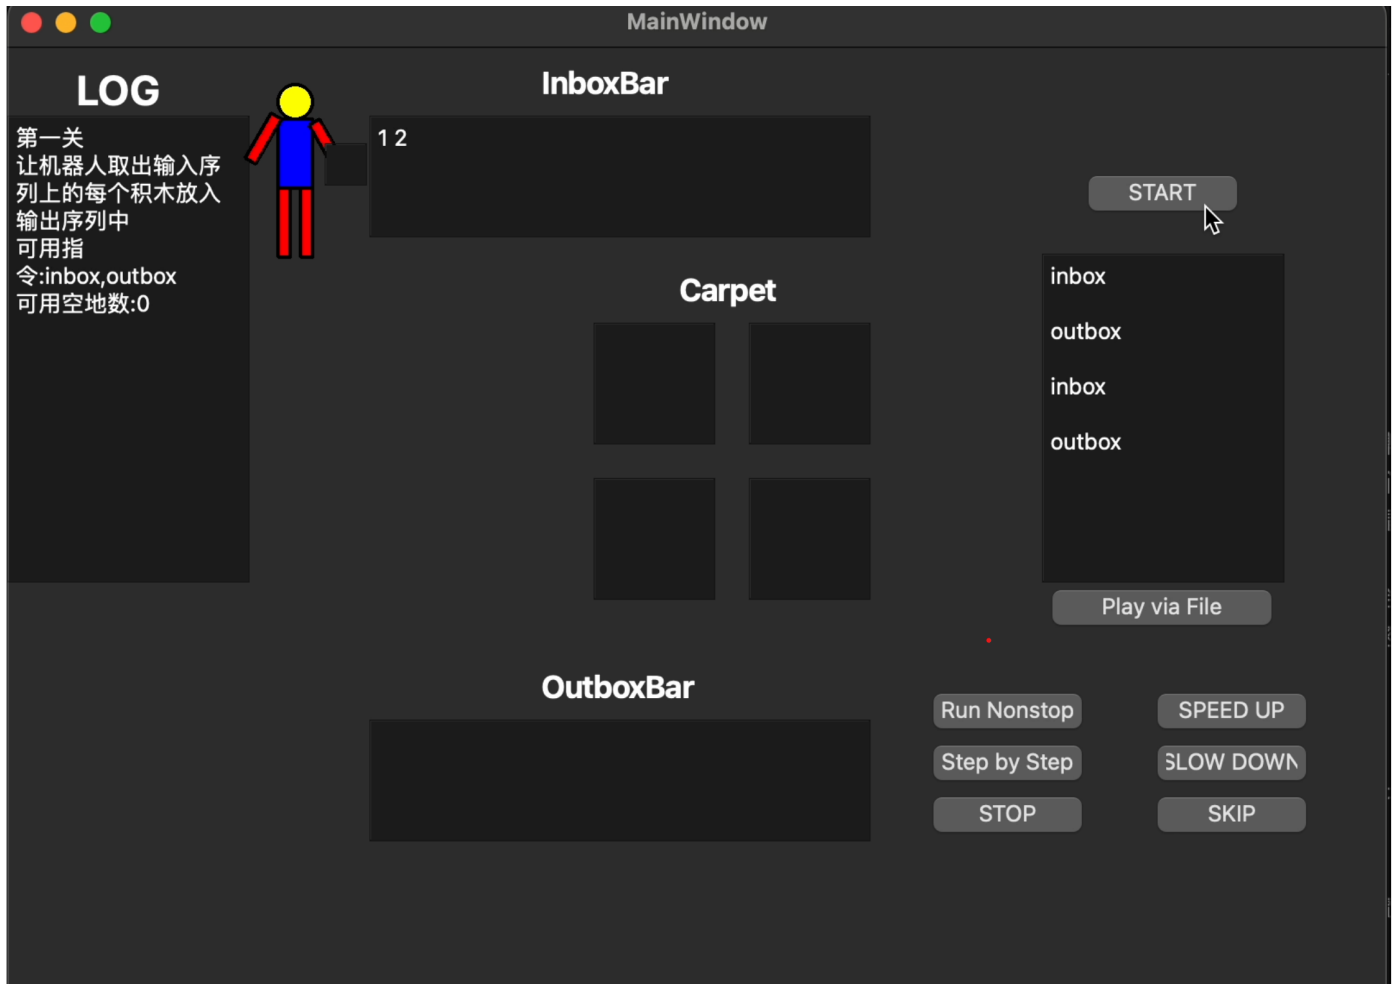 MainWindow
LOG
第一关
让机器人取出输入序
列上的每个积木放入
输出序列中
可用指
令:inbox,outbox
可用空地数:0
InboxBar
1 2
Carpet
OutboxBar
START
inbox
outbox
inbox
outbox
Play via File
Run Nonstop
SPEED UP
Step by Step
SLOW DOWN
STOP
SKIP